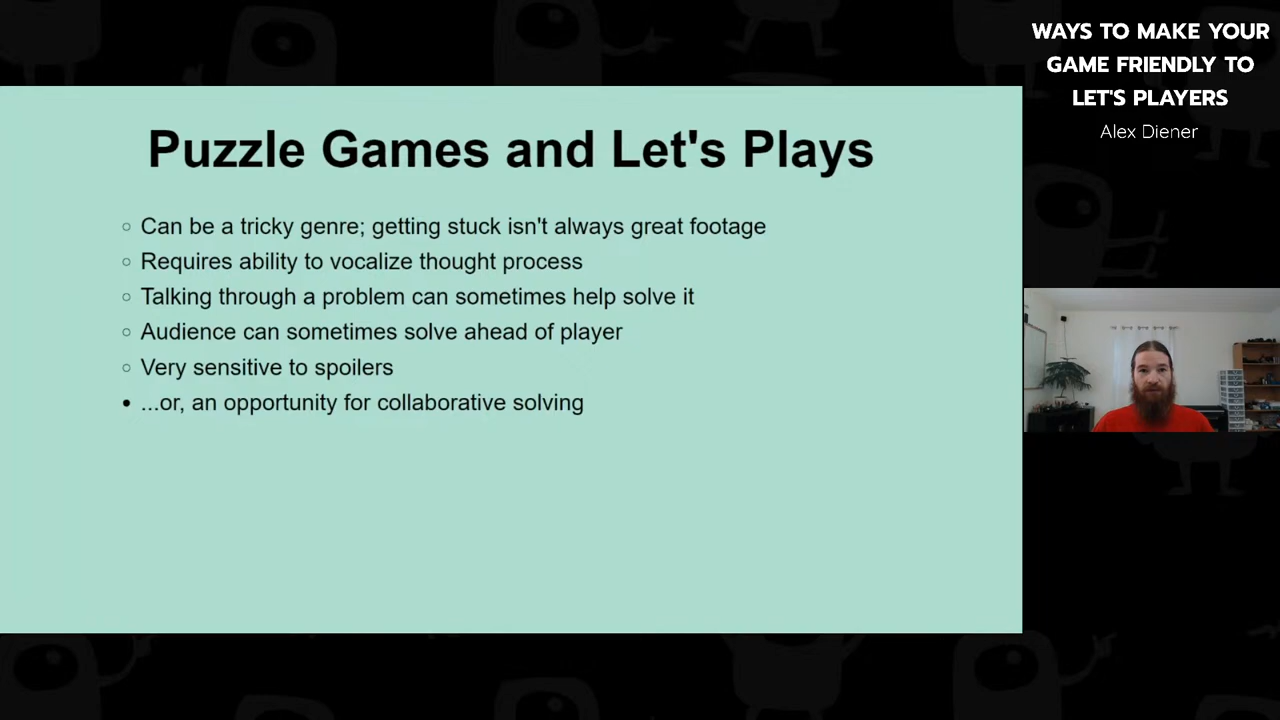 Puzzle Games and Let's Plays
Can be a tricky genre; getting stuck isn't always great footage
Requires ability to vocalize thought process
Talking through a problem can sometimes help solve it
Audience can sometimes solve ahead of player
Very sensitive to spoilers
...or, an opportunity for collaborative solving
WAYS TO MAKE YOUR
GAME FRIENDLY TO
LET'S PLAYERS
Alex Diener